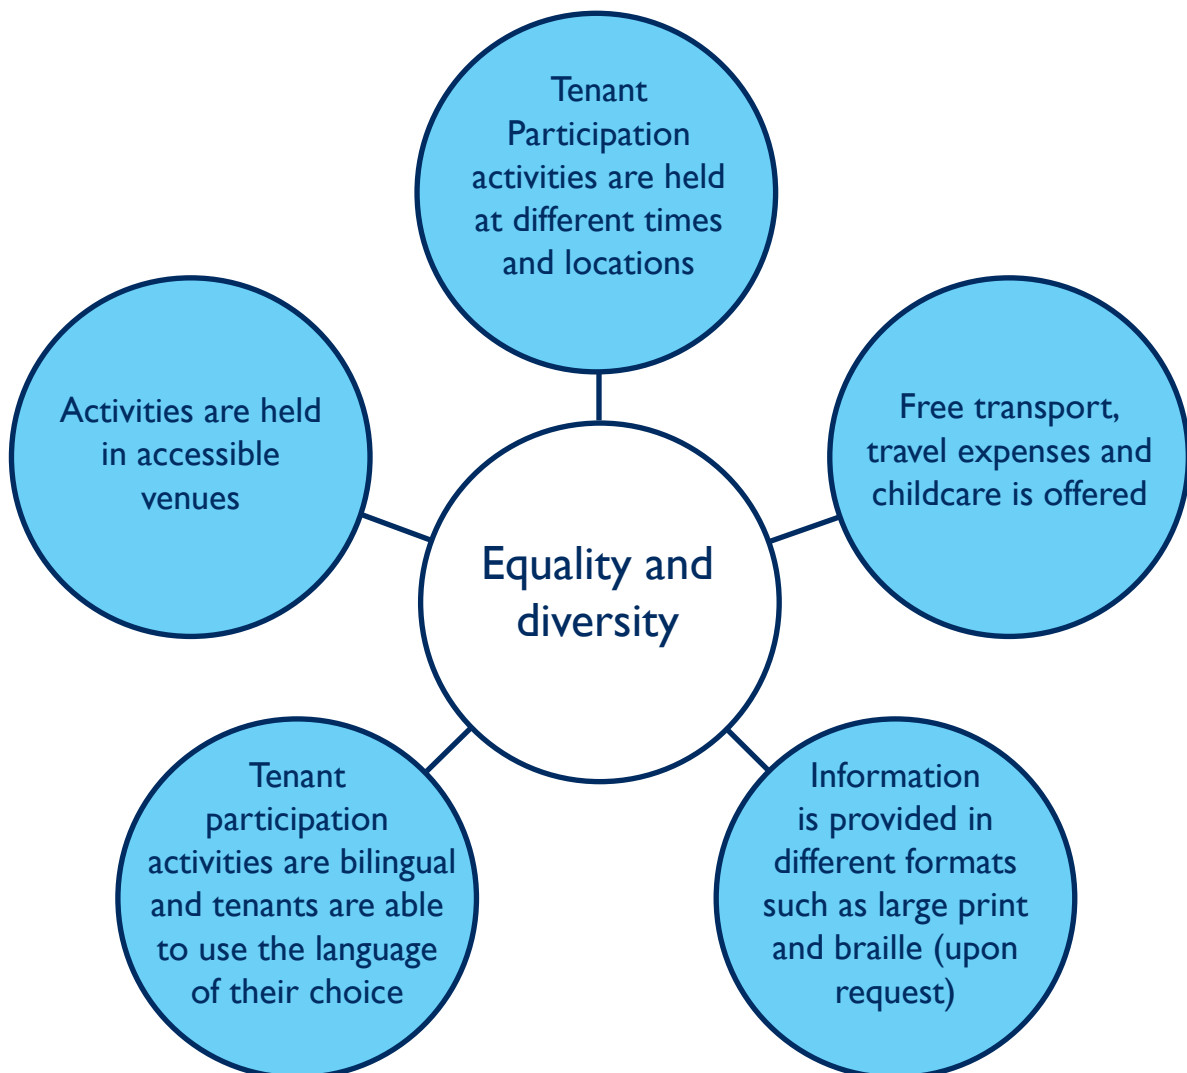 Tenant
Participation
activities are held
at different times
and locations
Activities are held
in accessible
venues
Free transport,
travel expenses and
childcare is offered
Equality and
diversity
Tenant
participation
activities are bilingual
and tenants are able
to use the language
of their choice
Information
is provided in
different formats
such as large print
and braille (upon
request)